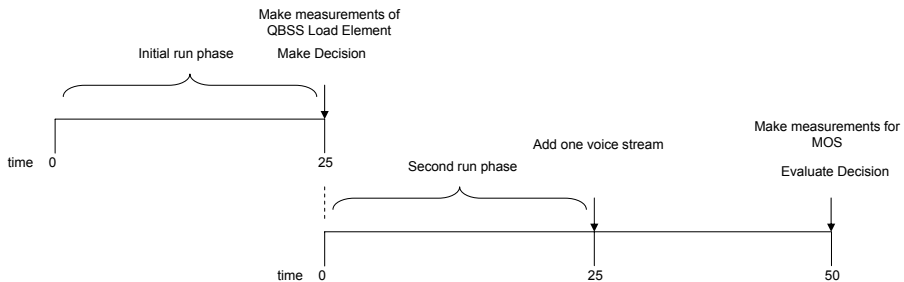 Make measurements of
QBSS Load Element
Initial run phase
Make Decision
time 0 25
Make measurements for
MOS
Add one voice stream
Second run phase
Evaluate Decision
time 0 25 50